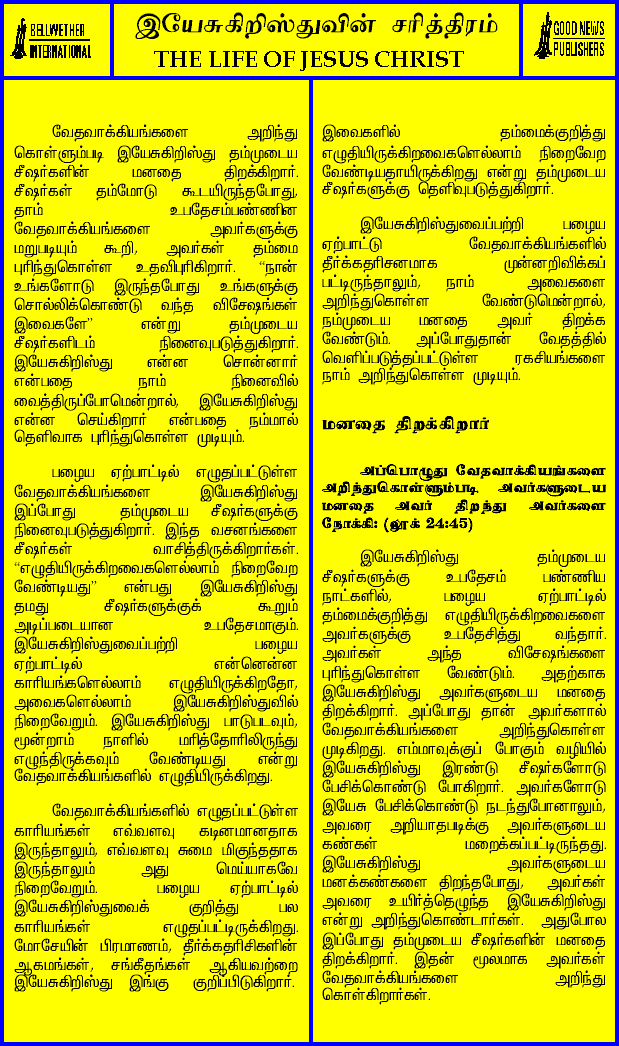 BELLWETHER
INTERNATIONAL
இயேசுகிறிஸ்துவின் சரித்திரம்
THE LIFE OF JESUS CHRIST
GOOD NEWS
PUBLISHERS
வேதவாக்கியங்களை அறிந்து
கொள்ளும்படி இயேசுகிறிஸ்து தம்முடைய
சீஷர்களின் மனதை திறக்கிறார்.
சீஷர்கள் தம்மோடு கூடயிருந்தபோது,
தாம் உபதேசம்பண்ணின
வேதவாக்கியங்களை அவர்களுக்கு
மறுபடியும் கூறி, அவர்கள் தம்மை
புரிந்துகொள்ள உதவிபுரிகிறார். “நான்
உங்களோடு இருந்தபோது உங்களுக்கு
சொல்லிக்கொண்டு வந்த விசேஷங்கள்
இவைகளே” என்று தம்முடைய
சீஷர்களிடம் நினைவுபடுத்துகிறார்.
இயேசுகிறிஸ்து என்ன சொன்னார்
என்பதை நாம் நினைவில்
வைத்திருப்போமென்றால், இயேசுகிறிஸ்து
என்ன செய்கிறார் என்பதை நம்மால்
தெளிவாக புரிந்துகொள்ள முடியும்.
பழைய ஏற்பாட்டில் எழுதப்பட்டுள்ள
வேதவாக்கியங்களை இயேசுகிறிஸ்து
இப்போது தம்முடைய சீஷர்களுக்கு
நினைவுபடுத்துகிறார். இந்த வசனங்களை
சீஷர்கள் வாசித்திருக்கிறார்கள்.
“எழுதியிருக்கிறவைகளெல்லாம் நிறைவேற
வேண்டியது” என்பது இயேசுகிறிஸ்து
தமது சீஷர்களுக்குக் கூறும்
அடிப்படையான உபதேசமாகும்.
இயேசுகிறிஸ்துவைப்பற்றி பழைய
ஏற்பாட்டில் என்னென்ன
காரியங்களெல்லாம் எழுதியிருக்கிறதோ,
அவைகளெல்லாம் இயேசுகிறிஸ்துவில்
நிறைவேறும். இயேசுகிறிஸ்து பாடுபடவும்,
மூன்றாம் நாளில் மரித்தோரிலிருந்து
எழுந்திருக்கவும் வேண்டியது என்று
வேதவாக்கியங்களில் எழுதியிருக்கிறது.
வேதவாக்கியங்களில் எழுதப்பட்டுள்ள
காரியங்கள் எவ்வளவு கடினமானதாக
இருந்தாலும், எவ்வளவு சுமை மிகுந்ததாக
இருந்தாலும் அது மெய்யாகவே
நிறைவேறும். பழைய ஏற்பாட்டில்
இயேசுகிறிஸ்துவைக் குறித்து பல
காரியங்கள் எழுதப்பட்டிருக்கிறது.
மோசேயின் பிரமாணம், தீர்க்கதரிசிகளின்
ஆகமங்கள், சங்கீதங்கள் ஆகியவற்றை
இயேசுகிறிஸ்து இங்கு குறிப்பிடுகிறார்.
இவைகளில் தம்மைக்குறித்து
எழுதியிருக்கிறவைகளெல்லாம் நிறைவேற
வேண்டியதாயிருக்கிறது என்று தம்முடைய
சீஷர்களுக்கு தெளிவுபடுத்துகிறார்.
இயேசுகிறிஸ்துவைப்பற்றி பழைய
ஏற்பாட்டு வேதவாக்கியங்களில்
தீர்க்கதரிசனமாக முன்னறிவிக்கப்
பட்டிருந்தாலும், நாம் அவைகளை
அறிந்துகொள்ள வேண்டுமென்றால்,
நம்முடைய மனதை அவர் திறக்க
வேண்டும். அப்போதுதான் வேதத்தில்
வெளிப்படுத்தப்பட்டுள்ள ரகசியங்களை
நாம் அறிந்துகொள்ள முடியும்.
மனதை திறக்கிறார்
அப்பொழுது வேதவாக்கியங்களை
அறிந்துகொள்ளும்படி அவர்களுடைய
மனதை அவர் திறந்து அவர்களை
நோக்கி: (லூக் 24:45)
இயேசுகிறிஸ்து தம்முடைய
சீஷர்களுக்கு உபதேசம் பண்ணிய
நாட்களில், பழைய ஏற்பாட்டில்
தம்மைக்குறித்து எழுதியிருக்கிறவைகளை
அவர்களுக்கு உபதேசித்து வந்தார்.
அவர்கள் அந்த விசேஷங்களை
புரிந்துகொள்ள வேண்டும். அதற்காக
இயேசுகிறிஸ்து அவர்களுடைய மனதை
திறக்கிறார். அப்போது தான் அவர்களால்
வேதவாக்கியங்களை அறிந்துகொள்ள
முடிகிறது. எம்மாவுக்குப் போகும் வழியில்
இயேசுகிறிஸ்து இரண்டு சீஷர்களோடு
பேசிக்கொண்டு போகிறார். அவர்களோடு
இயேசு பேசிக்கொண்டு நடந்துபோனாலும்,
அவரை அறியாதபடிக்கு அவர்களுடைய
கண்கள் மறைக்கப்பட்டிருந்தது.
இயேசுகிறிஸ்து அவர்களுடைய
மனக்கண்களை திறந்தபோது, அவர்கள்
அவரை உயிர்த்தெழுந்த இயேசுகிறிஸ்து
என்று அறிந்துகொண்டார்கள். அதுபோல
இப்போது தம்முடைய சீஷர்களின் மனதை
திறக்கிறார். இதன் மூலமாக அவர்கள்
வேதவாக்கியங்களை அறிந்து
கொள்கிறார்கள்.